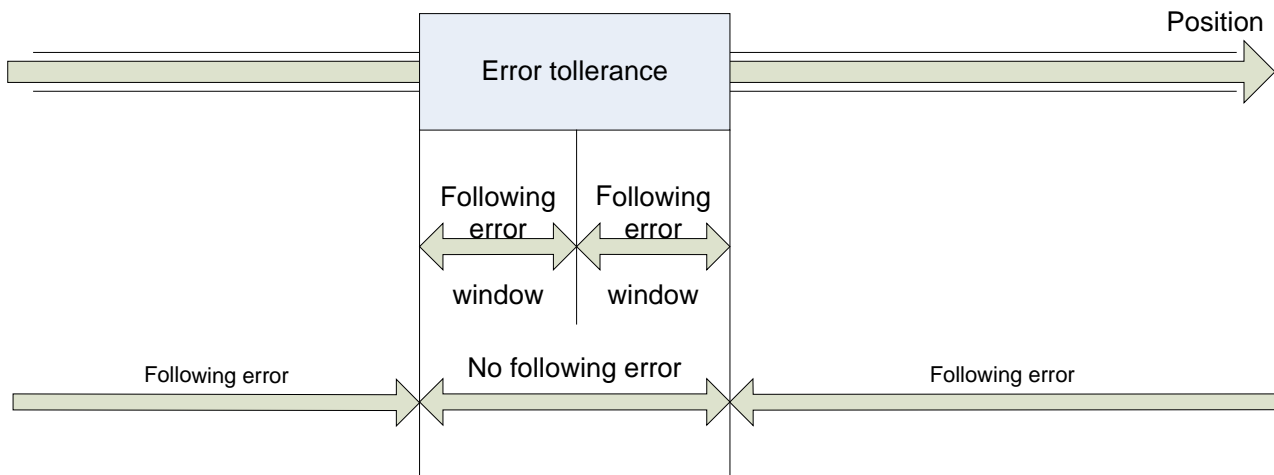 Position
Error tollerance
Following
error
window
Following
error
window
Following error
No following error
Following error